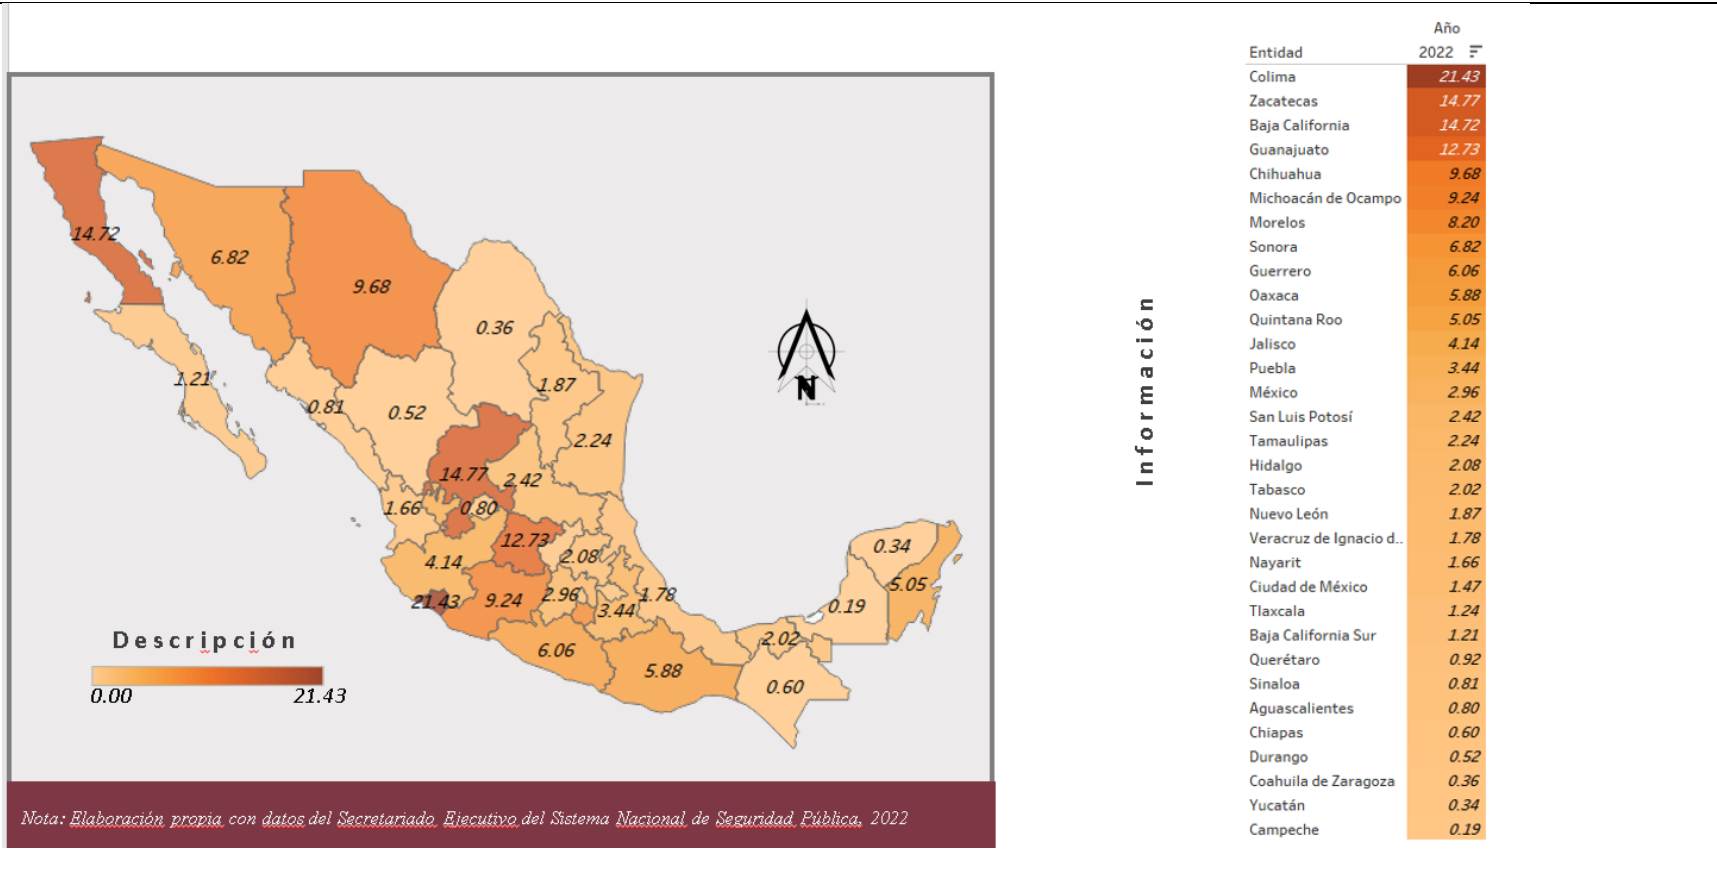 14.72
6.82
9.68
0.36
1.21
0.81
0.52
1.87
2.24
14.77
2.42
1.66
0.80
12.73
2.08
4.14
21.43
9.24
2.96
3.44
1.78
6.06
5.88
2.02
0.60
0.19
0.34
5.05
N
Descripción
0.00 21.43
Nota: Elaboración propia con datos del Secretariado Ejecutivo del Sistema Nacional de Seguridad Pública, 2022
Información
Año
Entidad 2022
Colima 21.43
Zacatecas 14.77
Baja California 14.72
Guanajuato 12.73
Chihuahua 9.68
Michoacán de Ocampo 9.24
Morelos 8.20
Sonora 6.82
Guerrero 6.06
Oaxaca 5.88
Quintana Roo 5.05
Jalisco 4.14
Puebla 3.44
México 2.96
San Luis Potosí 2.42
Tamaulipas 2.24
Hidalgo 2.08
Tabasco 2.02
Nuevo León 1.87
Veracruz de Ignacio d.. 1.78
Nayarit 1.66
Ciudad de México 1.47
Tlaxcala 1.24
Baja California Sur 1.21
Querétaro 0.92
Sinaloa 0.81
Aguascalientes 0.80
Chiapas 0.60
Durango 0.52
Coahuila de Zaragoza 0.36
Yucatán 0.34
Campeche 0.19